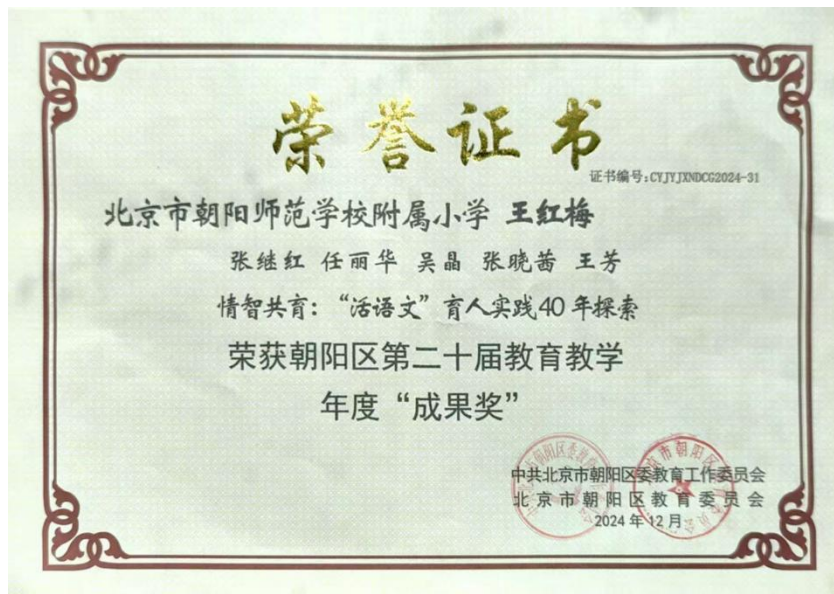 荣誉证书
证书编号:CYJYJXNDCG2024-31
北京市朝阳师范学校附属小学 王红梅
张继红 任丽华 吴晶 张晓茜 王芳
情智共育：“活语文”育人实践40年探索
荣获朝阳区第二十届教育教学
年度“成果奖”
中共北京市朝阳区委教育工作委员会
北京市朝阳区教育委员会
2024年12月